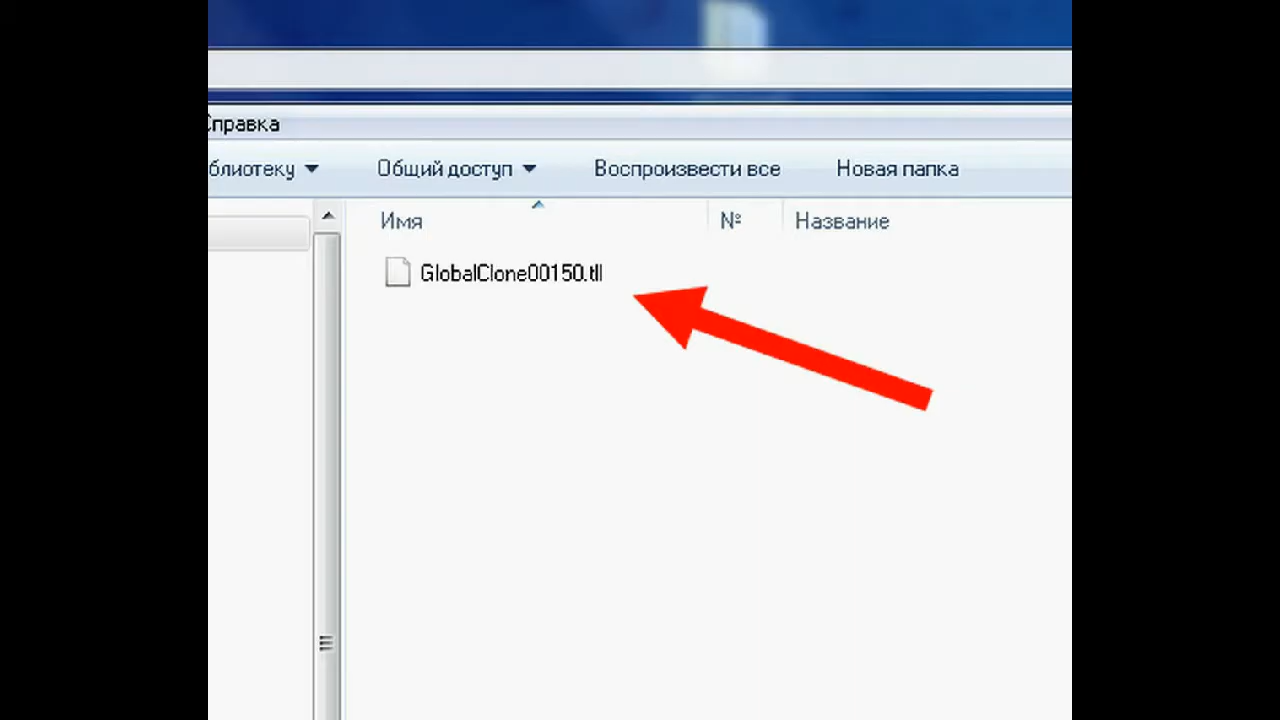 Справка
блиотеку
Общий доступ
Воспроизвести все
Новая папка
Имя
№
Название
GlobalClone00150.tll